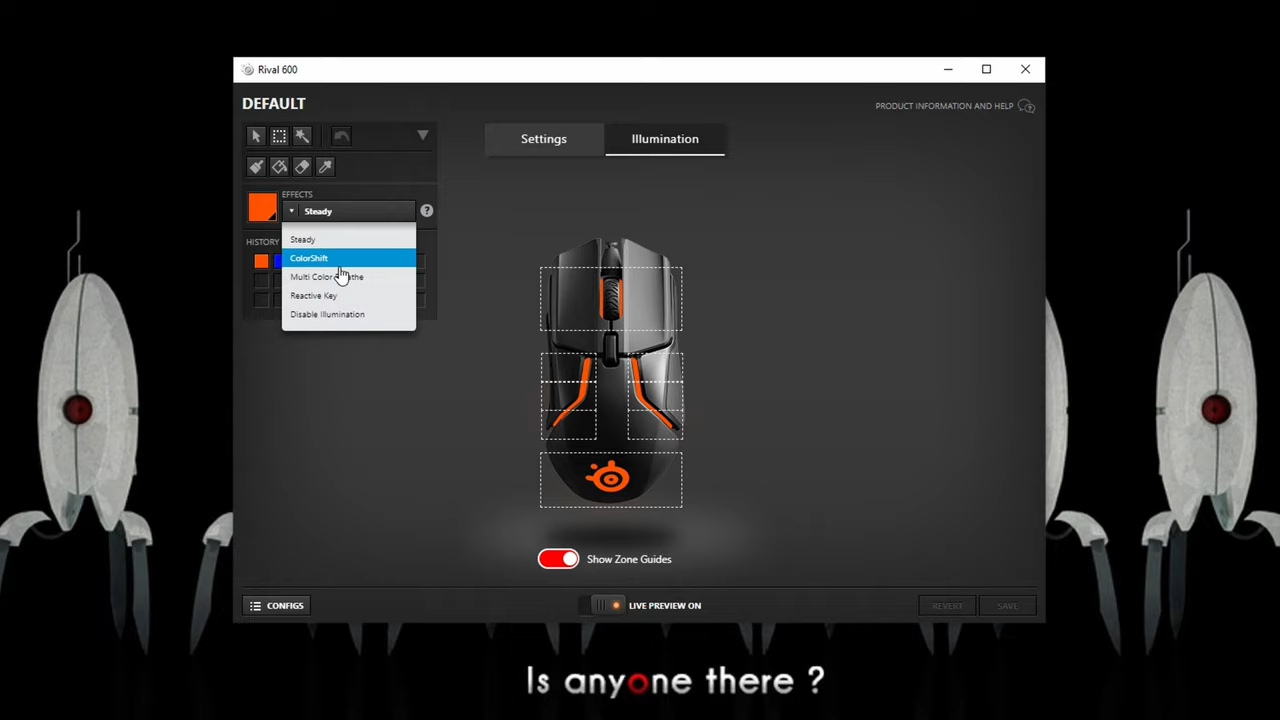 Rival 600
DEFAULT
PRODUCT INFORMATION AND HELP
Settings
Illumination
EFFECTS
Steady
HISTORY
Steady
ColorShift
Multi Color
Reactive Key
Disable Illumination
Show Zone Guides
CONFIGS
LIVE PREVIEW ON
REVERT
SAVE
Is anyone there ?